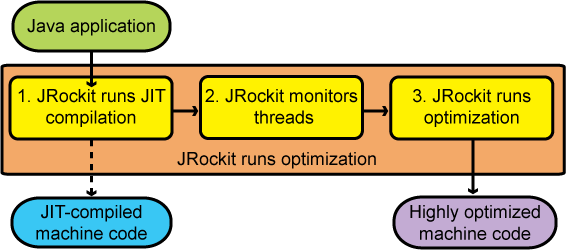 Java application
1. JRockit runs JIT
compilation
2. JRockit monitors
threads
3. JRockit runs
optimization
JRockit runs optimization
JIT-compiled
machine code
Highly optimized
machine code